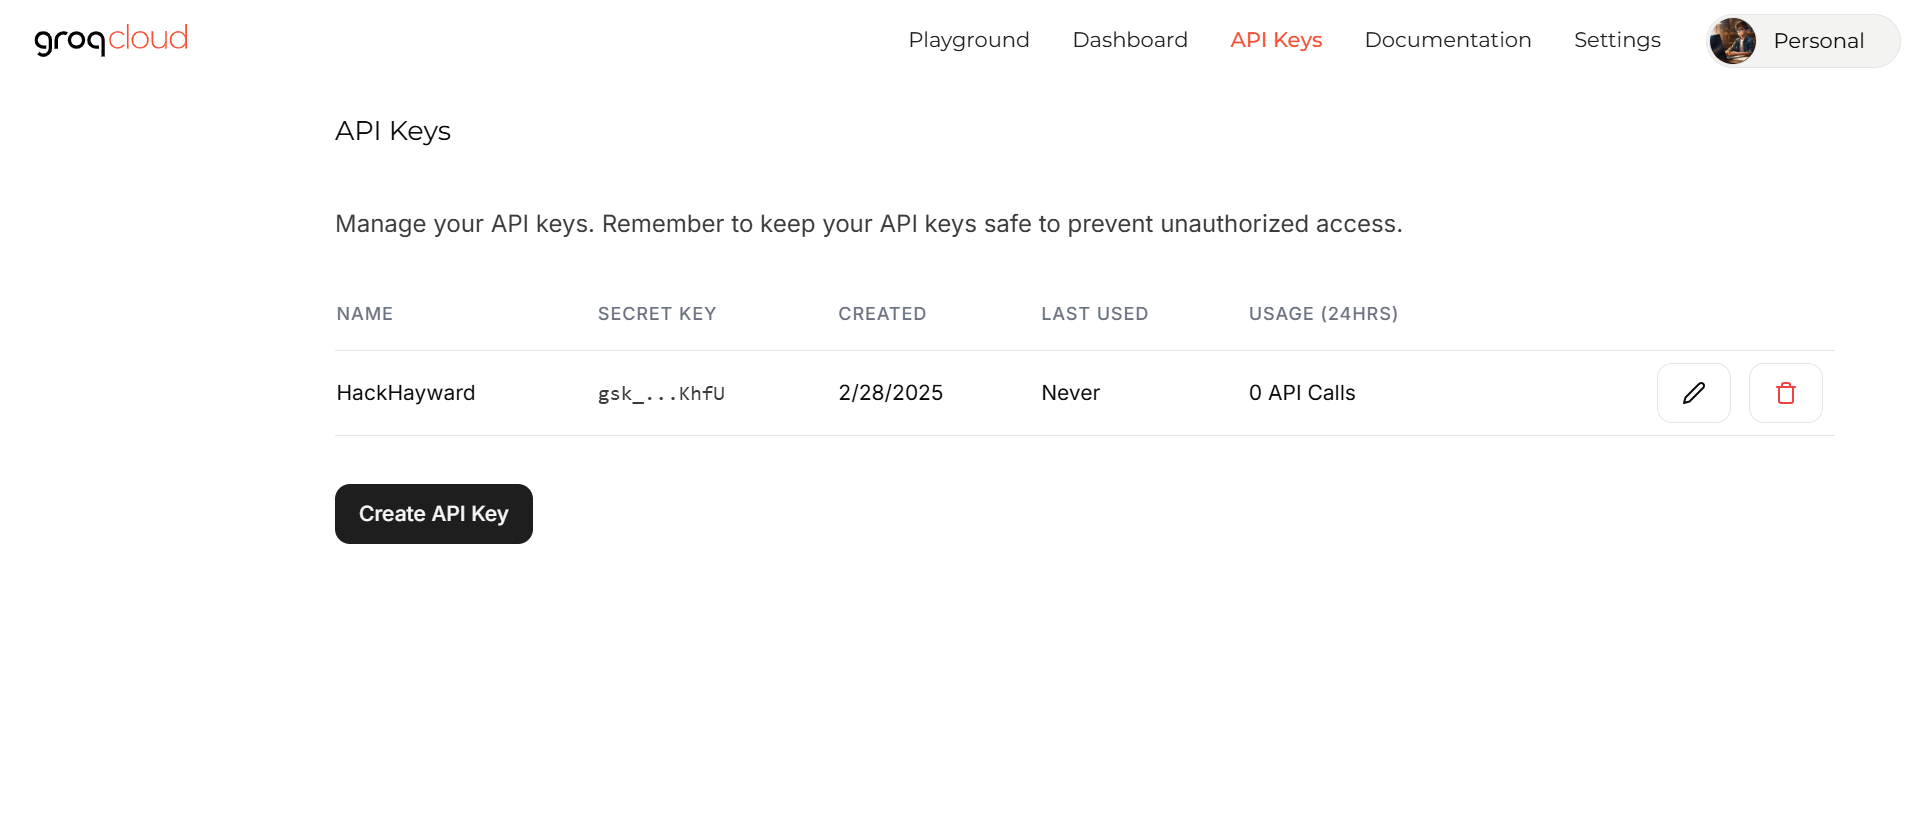 groqcloud
Playground Dashboard API Keys Documentation Settings Personal
API Keys
Manage your API keys. Remember to keep your API keys safe to prevent unauthorized access.
NAME SECRET KEY CREATED LAST USED USAGE (24HRS)
HackHayward gsk_...KhfU 2/28/2025 Never 0 API Calls
Create API Key